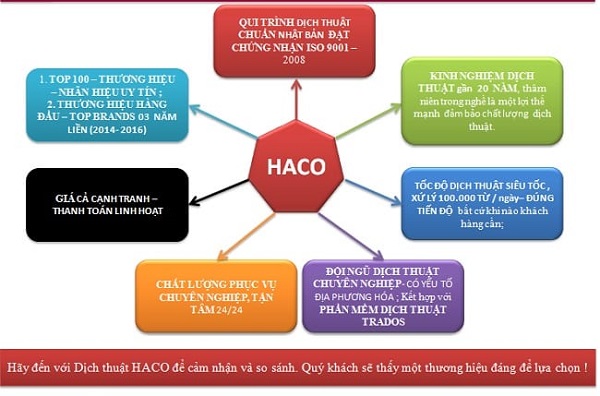 QUI TRÌNH DỊCH THUẬT
CHUẨN NHẬT BẢN ĐẠT
CHỨNG NHẬN ISO 9001 –
2008
1. TOP 100 – THƯƠNG HIỆU
– NHÃN HIỆU UY TÍN ;
2. THƯƠNG HIỆU HÀNG
ĐẦU – TOP BRANDS 03 NĂM
LIỀN (2014- 2016)
KINH NGHIỆM DỊCH
THUẬT gần 20 NĂM, thâm
niên trong nghề là một lợi thế
mạnh đảm bảo chất lượng dịch
thuật.
HACO
GIÁ CẢ CẠNH TRANH –
THANH TOÁN LINH HOẠT
TỐC ĐỘ DỊCH THUẬT SIÊU TỐC ,
XỬ LÝ 100.000 TỪ / ngày– ĐÚNG
TIẾN ĐỘ bất cứ khi nào khách
hàng cần;
CHẤT LƯỢNG PHỤC VỤ
CHUYÊN NGHIỆP, TẬN
TÂM 24/24
ĐỘI NGŨ DỊCH THUẬT
CHUYÊN NGHIỆP- CÓ YẾU TỐ
ĐỊA PHƯƠNG HÓA ; Kết hợp với
PHẦN MỀM DỊCH THUẬT
TRADOS
Hãy đến với Dịch thuật HACO để cảm nhận và so sánh. Quý khách sẽ thấy một thương hiệu đáng để lựa chọn !